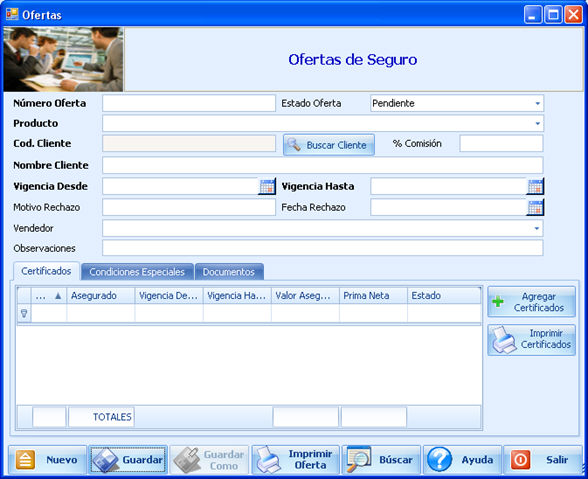 Ofertas
Ofertas de Seguro
Número Oferta Estado Oferta Pendiente
Producto
Cod. Cliente Buscar Cliente % Comisión
Nombre Cliente
Vigencia Desde Vigencia Hasta
Motivo Rechazo Fecha Rechazo
Vendedor
Observaciones
Certificados Condiciones Especiales Documentos
... Asegurado Vigencia De... Vigencia Ha... Valor Aseg... Prima Neta Estado
Agregar Certificados
Imprimir Certificados
TOTALES
Nuevo Guardar Guardar Como Imprimir Oferta Búscar Ayuda Salir